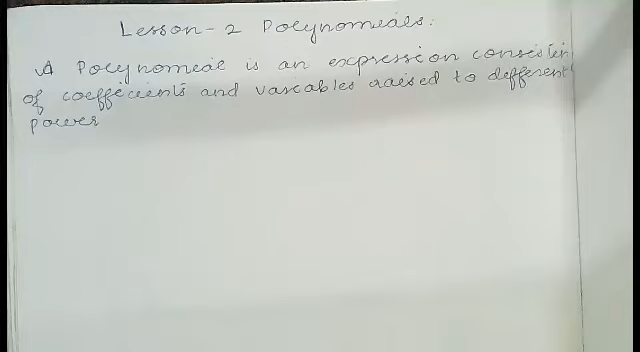 Lesson - 2 Polynomials:
A Polynomial is an expression consistin
of coefficients and variables raised to different
power